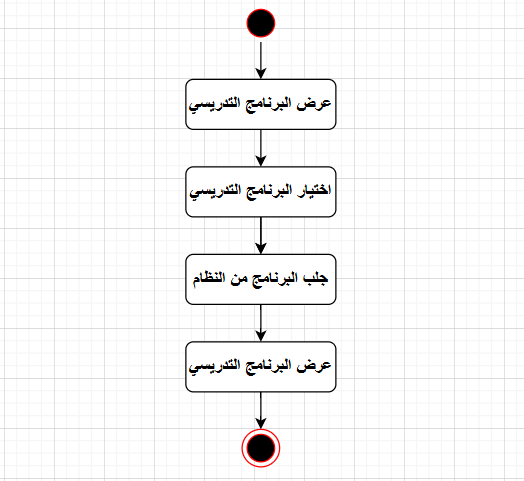 عرض البرنامج التدريسي
اختيار البرنامج التدريسي
جلب البرنامج من النظام
عرض البرنامج التدريسي